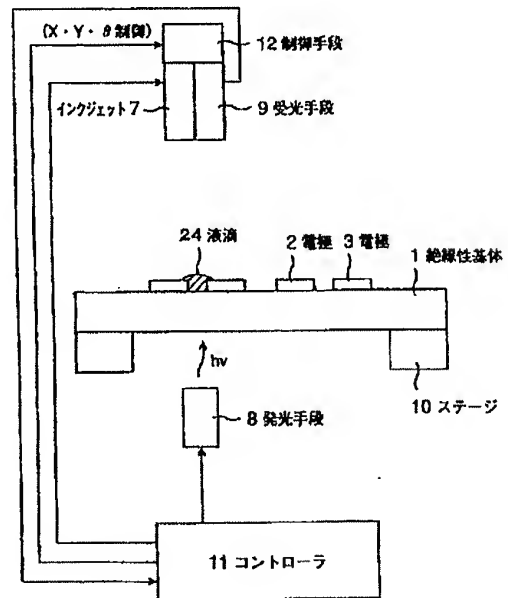 (X・Y・θ制御)
12 制御手段
インクジェット7
9 受光手段
24 液滴
2 電極
3 電極
1 絶縁性基体
hν
10 ステージ
8 発光手段
11 コントローラ